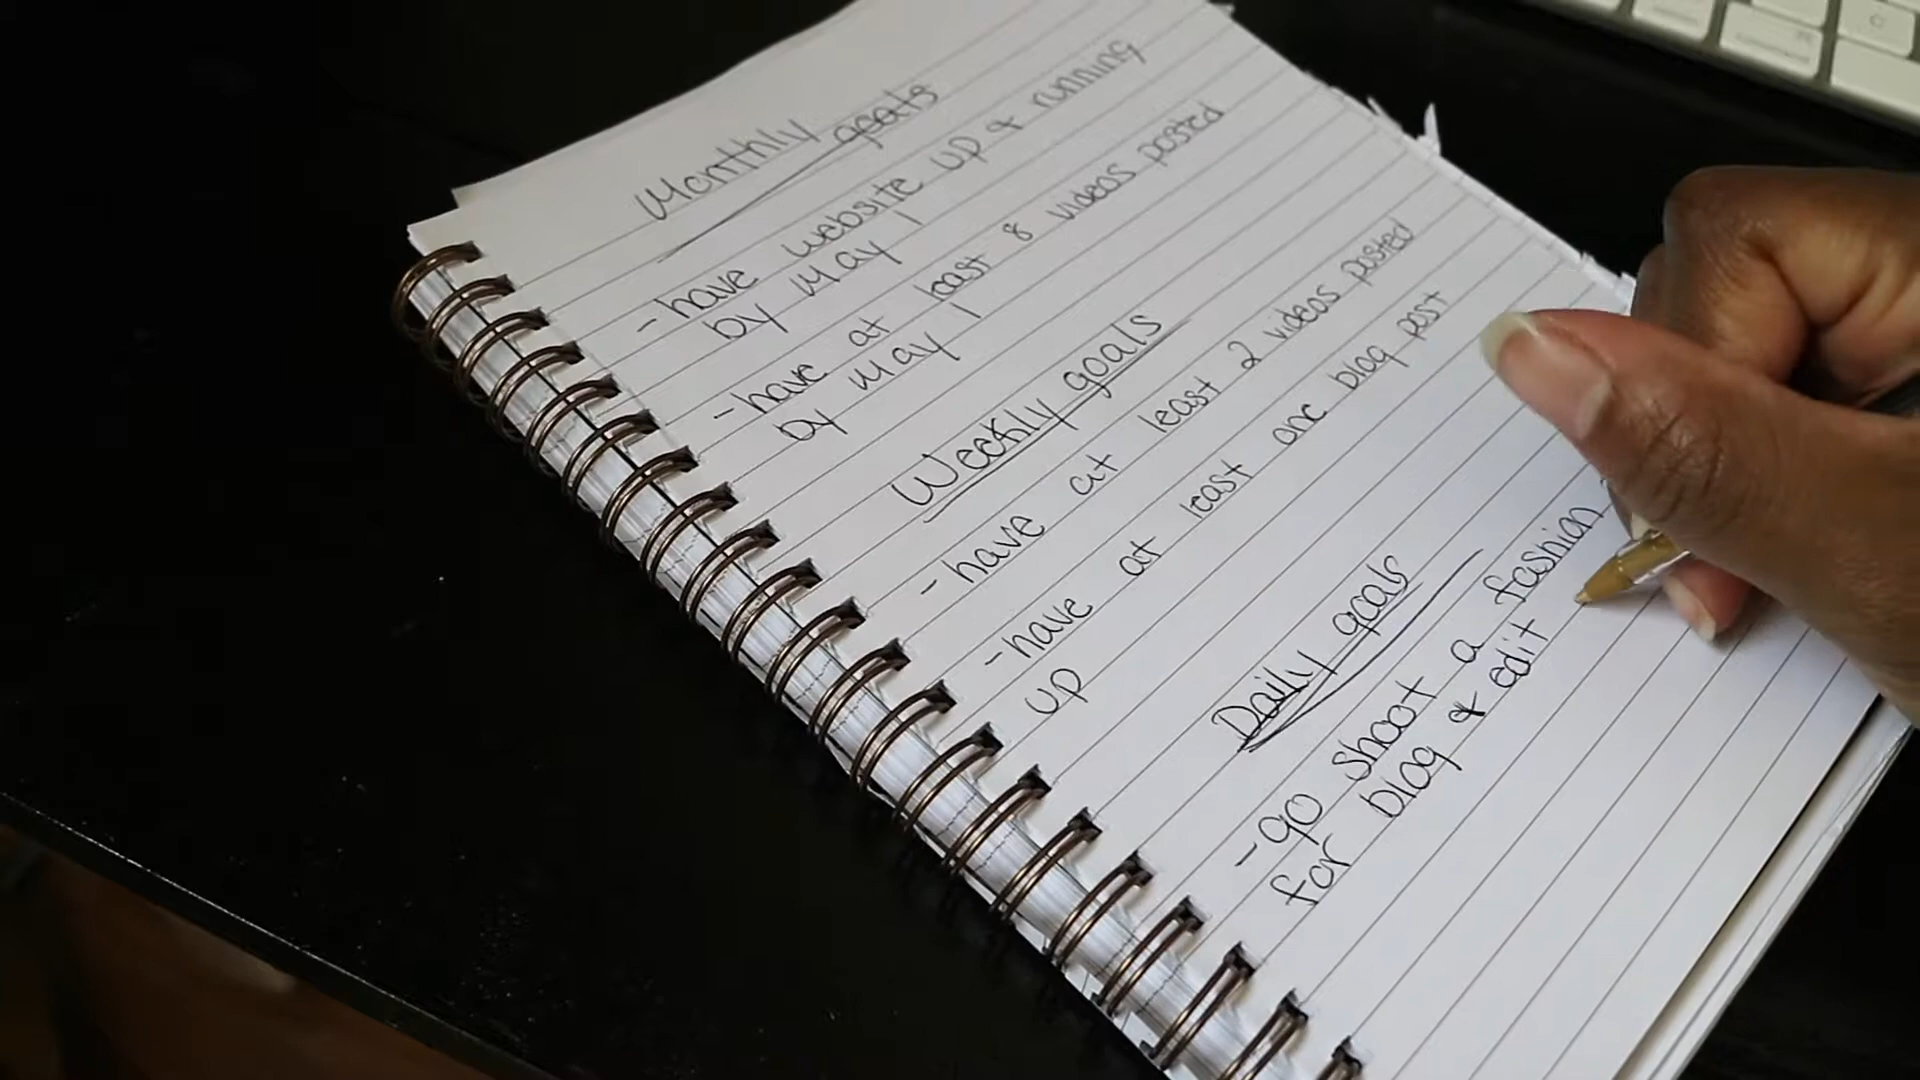 Monthly goals
- have website up & running
by May 1
- have at least 8 videos posted
by May 1
Weekly goals
- have at least 2 videos posted
- have at least one blog post
up
Daily goals
- go shoot a fashion
for blog & edit